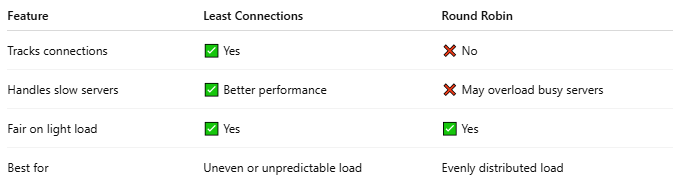 Feature Least Connections Round Robin
Tracks connections ✅ Yes ❌ No
Handles slow servers ✅ Better performance ❌ May overload busy servers
Fair on light load ✅ Yes ✅ Yes
Best for Uneven or unpredictable load Evenly distributed load